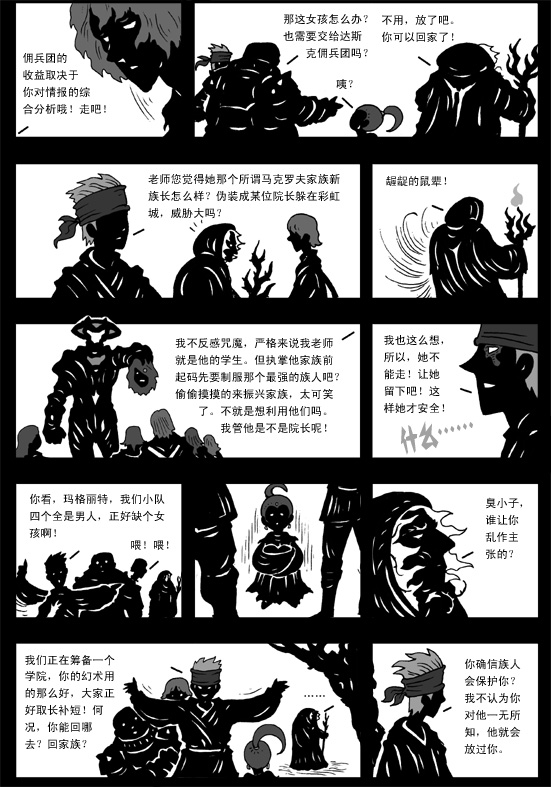 佣兵团的
收益取决于
你对情报的综
合分析哦！走吧！
那这女孩怎么办？
也需要交给达斯
克佣兵团吗？
咦？
不用，放了吧。
你可以回家了！
老师您觉得她那个所谓马克罗夫家族新
族长怎么样？伪装成某位院长躲在彩虹
城，威胁大吗？
龌龊的鼠辈！
我不反感咒魔，严格来说我老师
就是他的学生。但执掌他家族前
起码先要制服那个最强的族人吧？
偷偷摸摸的来振兴家族，太可笑
了。不就是想利用他们吗。
我管他是不是院长呢！
我也这么想，
所以，她不
能走！让她
留下吧！这
样她才安全！
什么……
你看，玛格丽特，我们小队
四个全是男人，正好缺个女
孩啊！
喂！喂！
臭小子，
谁让你
乱作主
张的？
我们正在筹备一个
学院，你的幻术用
的那么好，大家正
好取长补短！何
况，你能回哪
去？回家族？
……
你确信族人
会保护你？
我不认为你
对他一无所
知，他就会
放过你。